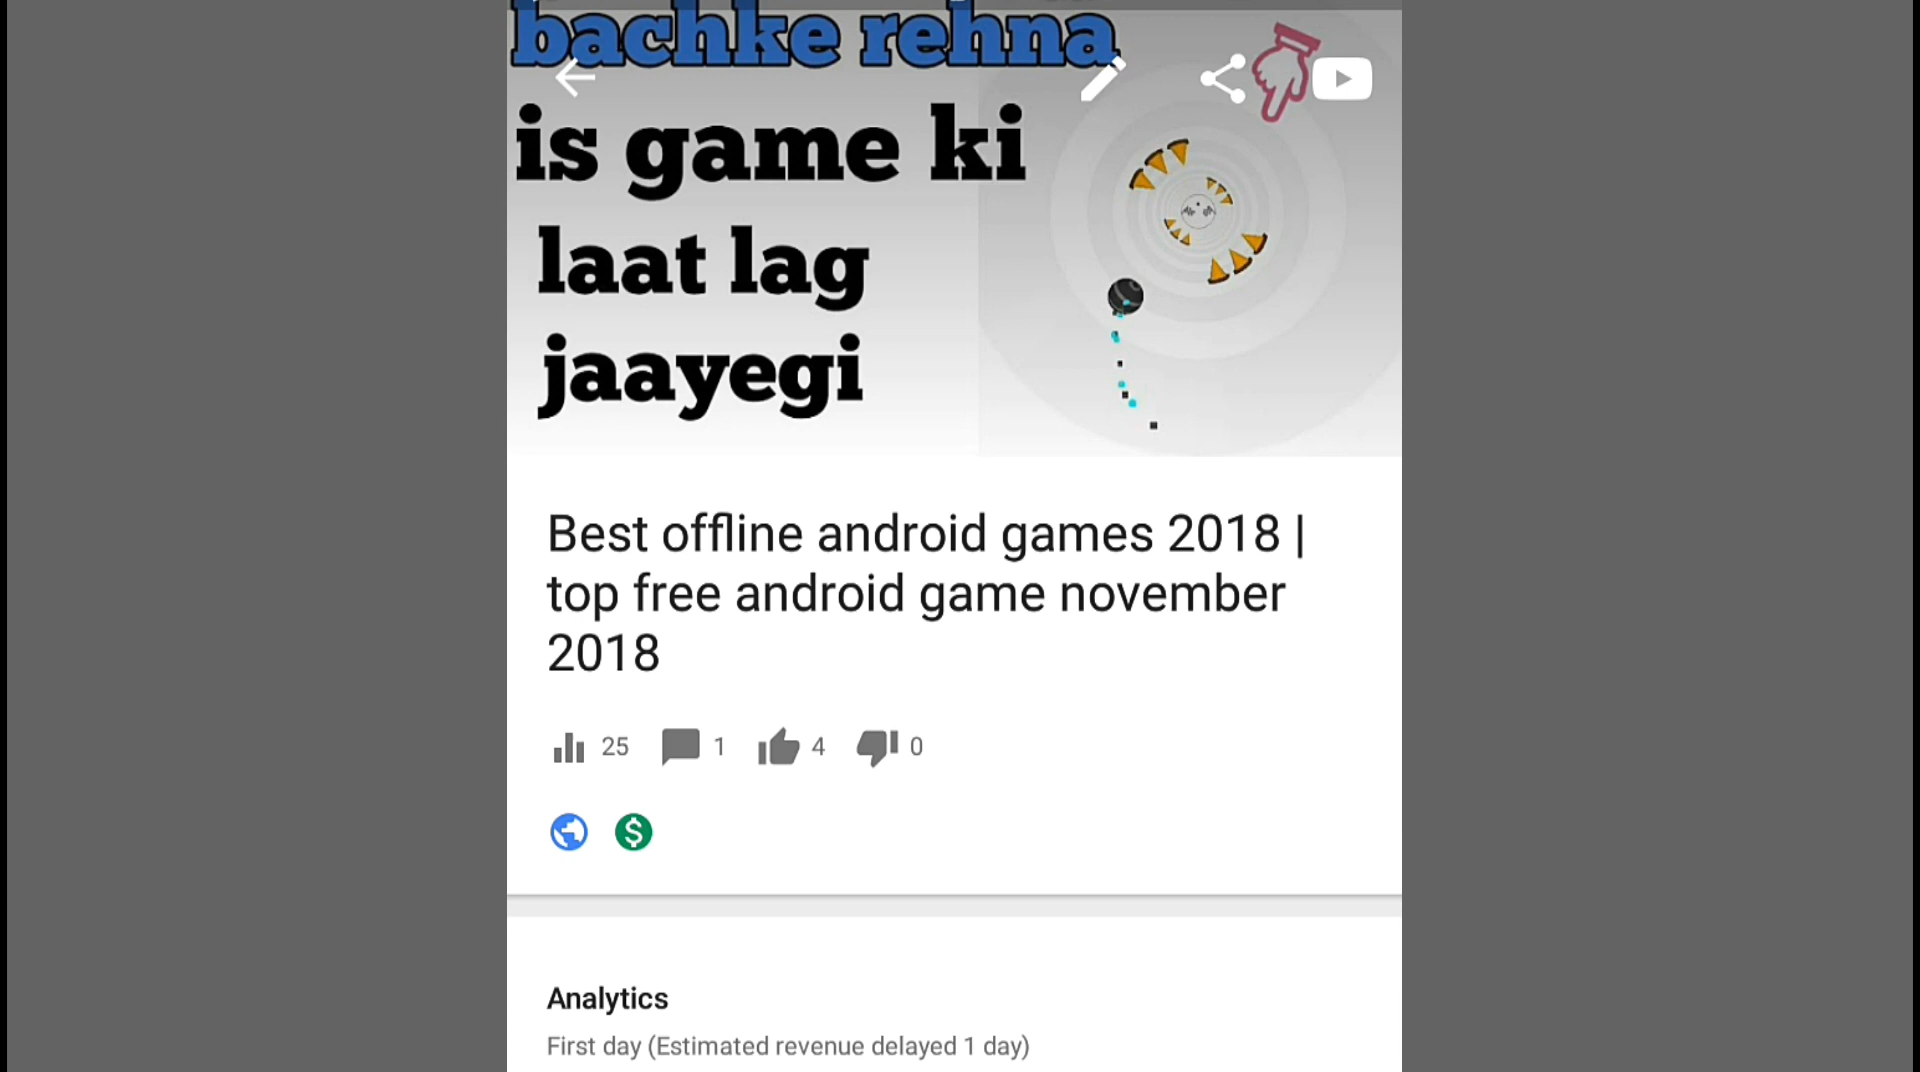 bachke rehna
is game ki
laat lag
jaayegi
Best offline android games 2018 |
top free android game november
2018
25 1 4 0
Analytics
First day (Estimated revenue delayed 1 day)